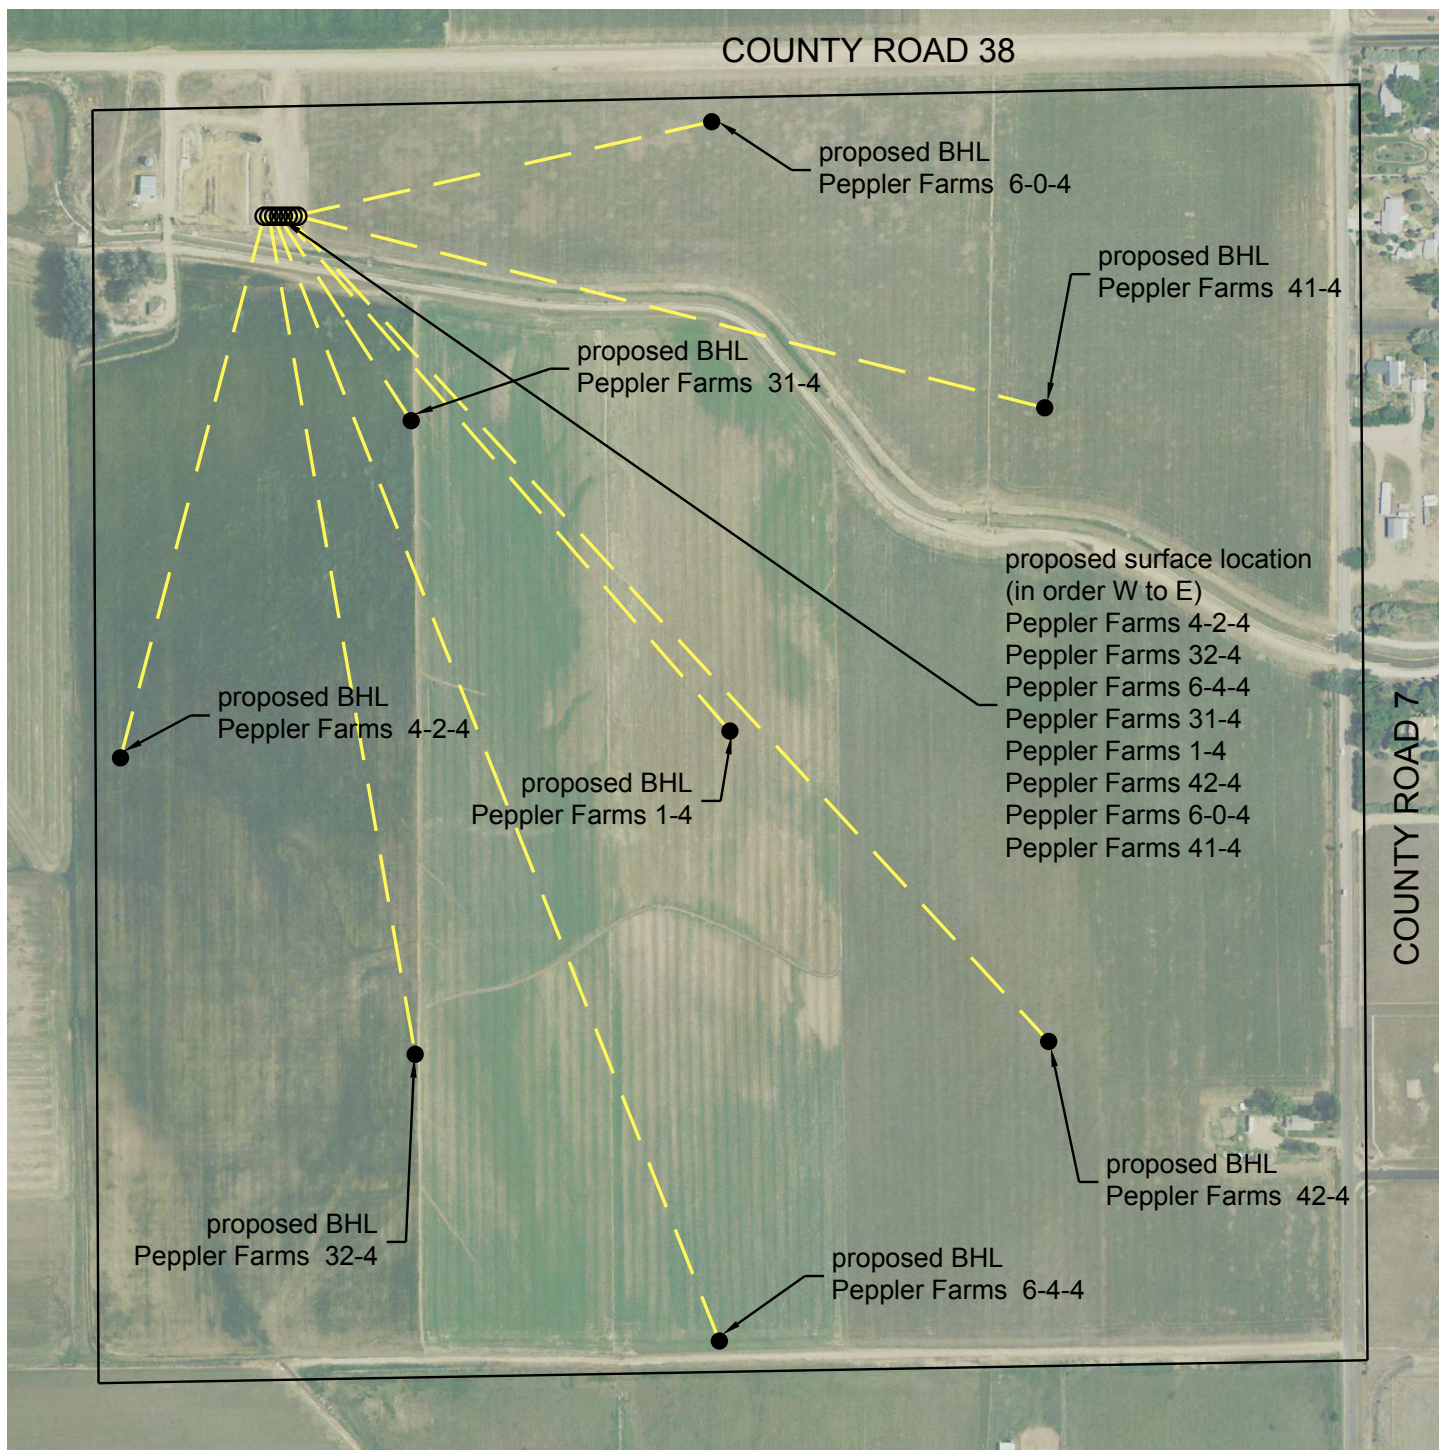 COUNTY ROAD 38
proposed BHL
Peppler Farms 6-0-4
proposed BHL
Peppler Farms 41-4
proposed BHL
Peppler Farms 31-4
proposed surface location
(in order W to E)
Peppler Farms 4-2-4
Peppler Farms 32-4
Peppler Farms 6-4-4
Peppler Farms 31-4
Peppler Farms 1-4
Peppler Farms 42-4
Peppler Farms 6-0-4
Peppler Farms 41-4
proposed BHL
Peppler Farms 4-2-4
proposed BHL
Peppler Farms 1-4
COUNTY ROAD 7
proposed BHL
Peppler Farms 42-4
proposed BHL
Peppler Farms 32-4
proposed BHL
Peppler Farms 6-4-4